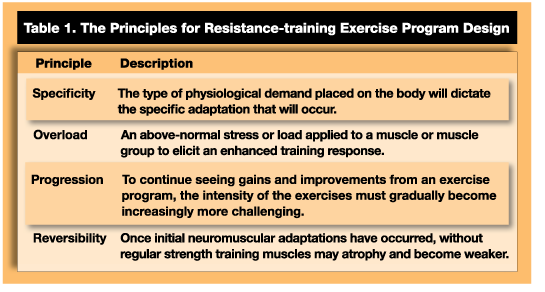 Table 1. The Principles for Resistance-training Exercise Program Design
Principle Description
Specificity The type of physiological demand placed on the body will dictate
the specific adaptation that will occur.
Overload An above-normal stress or load applied to a muscle or muscle
group to elicit an enhanced training response.
Progression To continue seeing gains and improvements from an exercise
program, the intensity of the exercises must gradually become
increasingly more challenging.
Reversibility Once initial neuromuscular adaptations have occurred, without
regular strength training muscles may atrophy and become weaker.